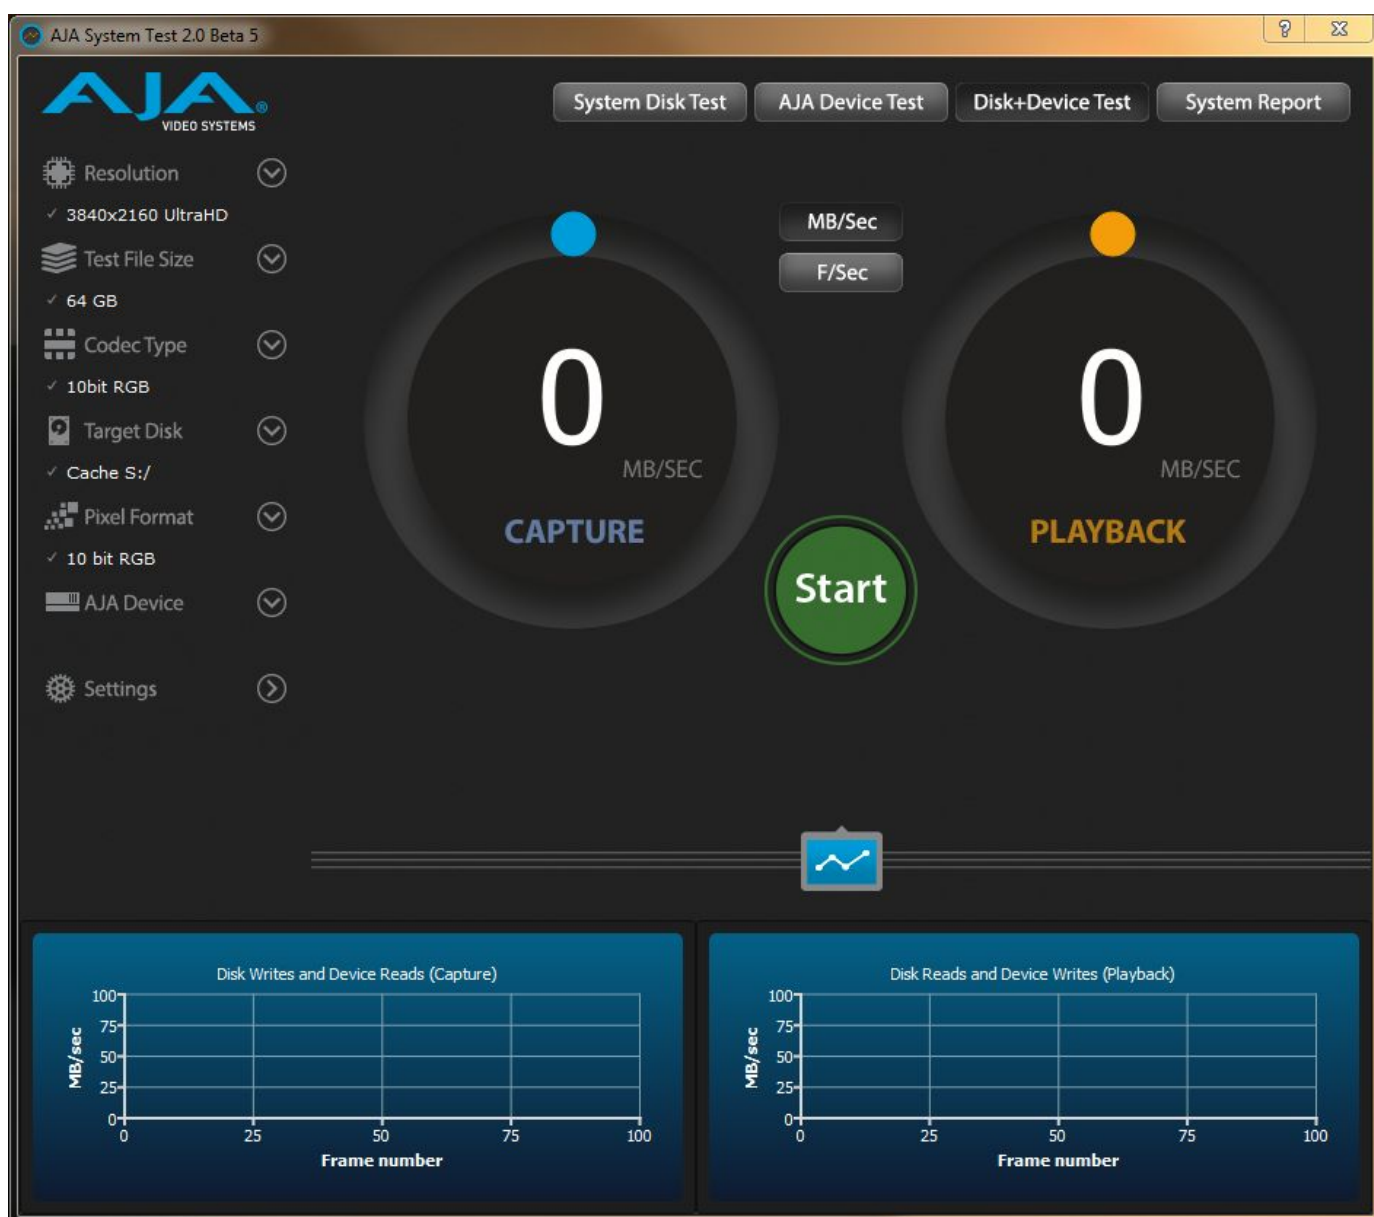 AJA System Test 2.0 Beta 5
AJA®
VIDEO SYSTEMS
System Disk Test
AJA Device Test
Disk+Device Test
System Report
Resolution
3840x2160 UltraHD
Test File Size
64 GB
Codec Type
10bit RGB
Target Disk
Cache S:/
Pixel Format
10 bit RGB
AJA Device
Settings
MB/Sec
F/Sec
0
MB/SEC
CAPTURE
0
MB/SEC
PLAYBACK
Start
Disk Writes and Device Reads (Capture)
MB/sec
100
75
50
25
0
0 25 50 75 100
Frame number
Disk Reads and Device Writes (Playback)
MB/sec
100
75
50
25
0
0 25 50 75 100
Frame number